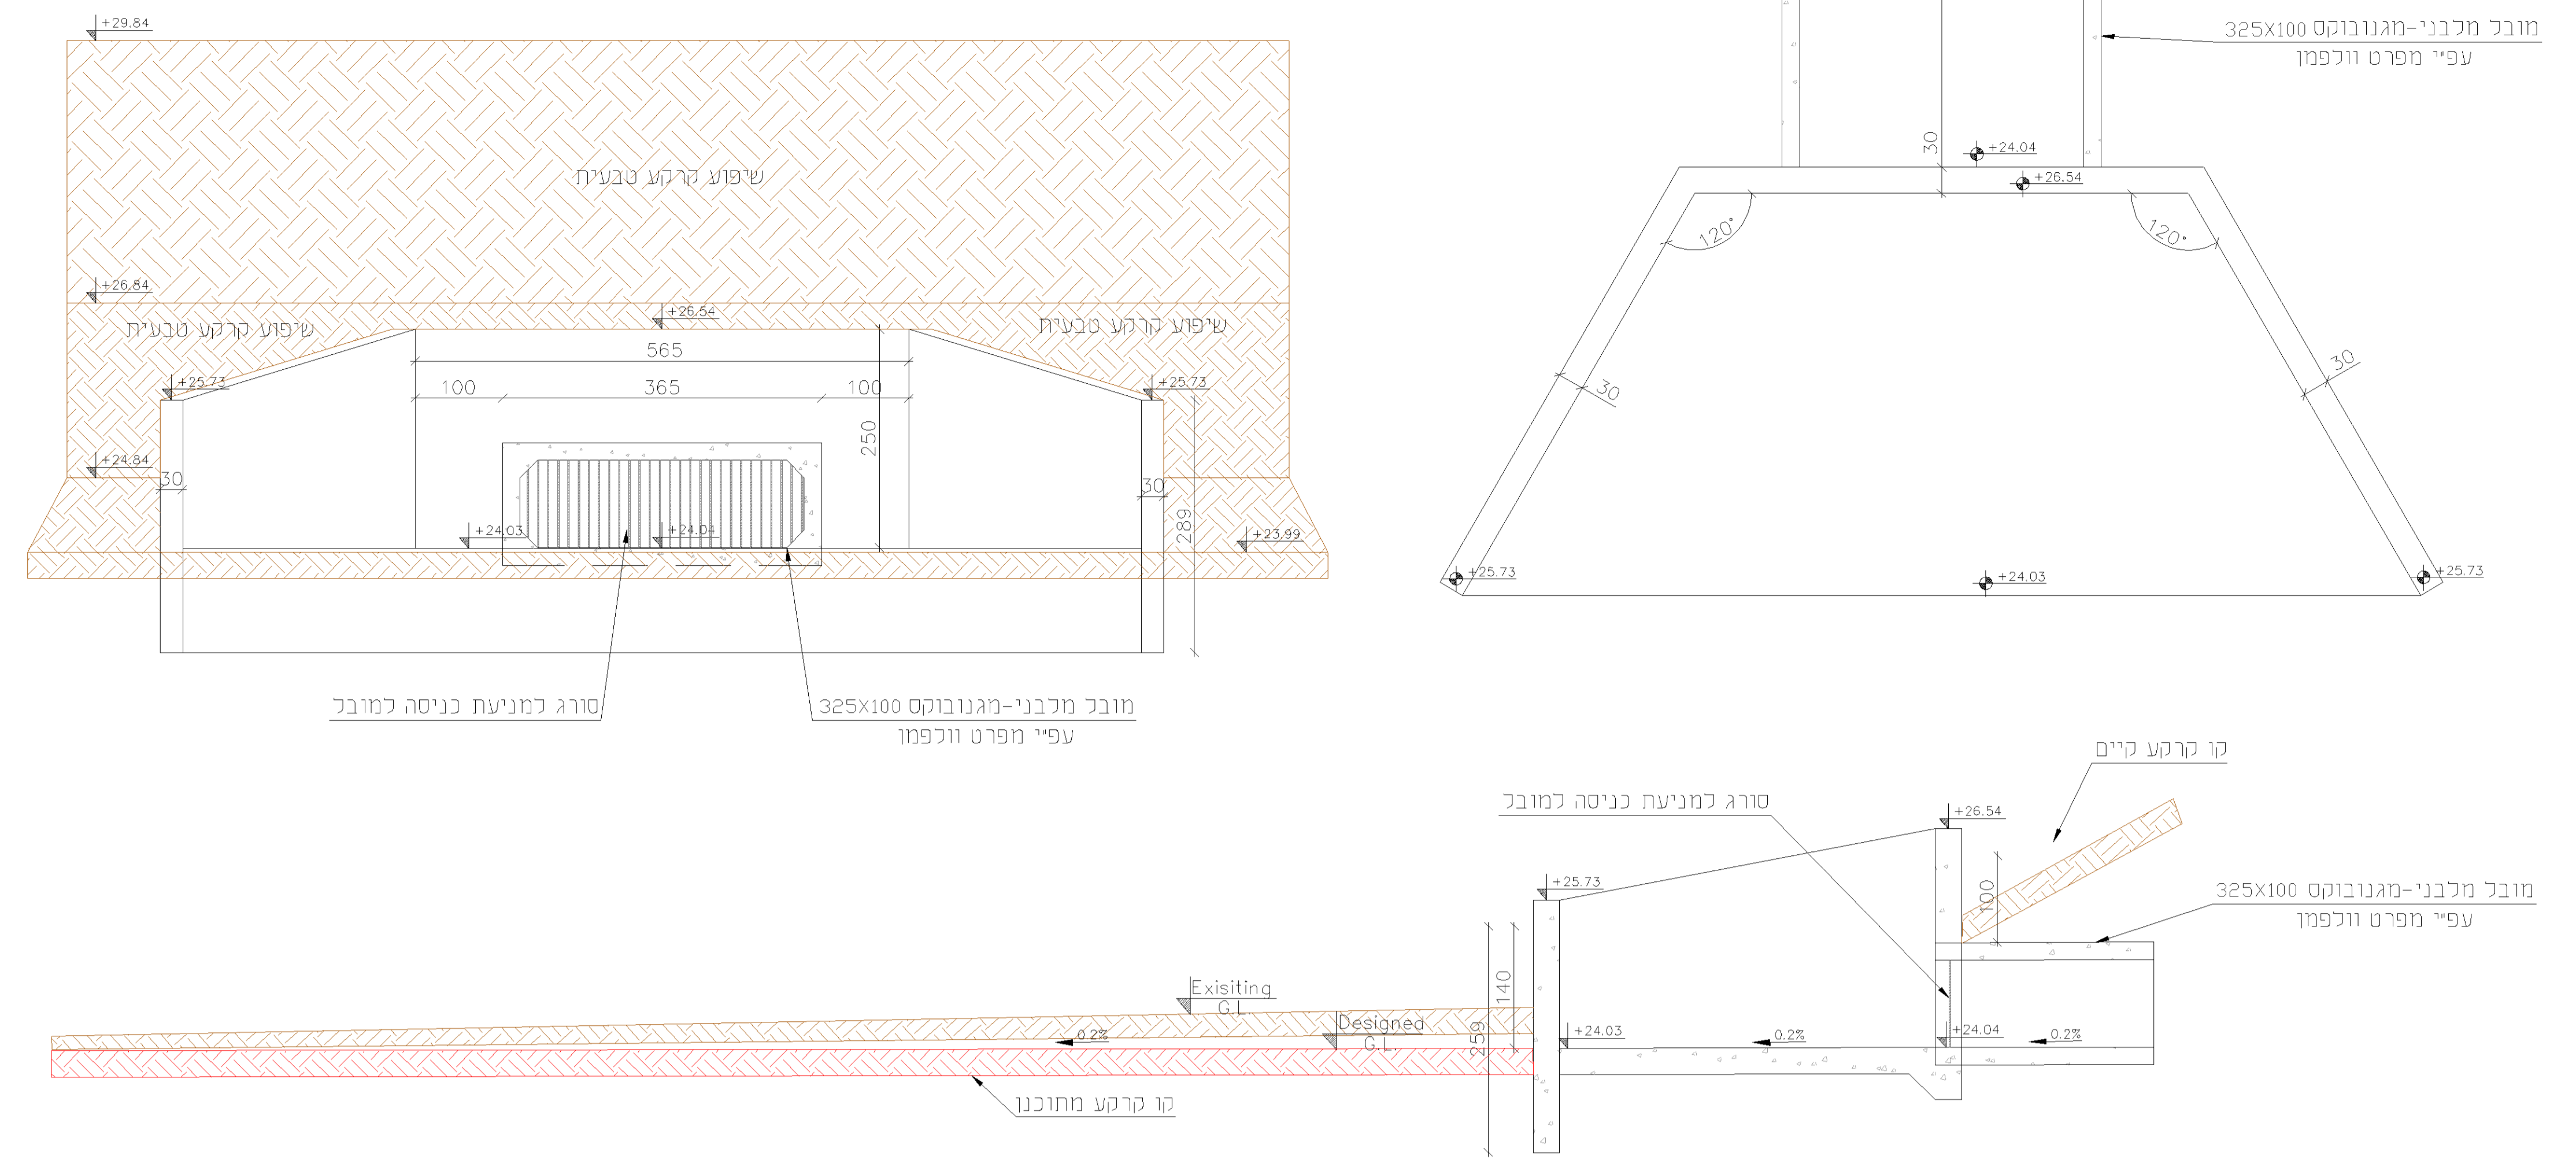 +29.84
שיפוע קרקע טבעית
+26.84
שיפוע קרקע טבעית
+26.54
שיפוע קרקע טבעית
565
+25.73
+25.73
100
365
100
250
+24.84
30
30
289
+24.03
+24.04
+23.99
סורג למניעת כניסה למובל
מובל מלבני-מגנובוקס 325X100
עפ"י מפרט וולפמן
מובל מלבני-מגנובוקס 325X100
עפ"י מפרט וולפמן
30
+24.04
+26.54
120°
120°
30
30
+25.73
+24.03
+25.73
קו קרקע קיים
סורג למניעת כניסה למובל
+26.54
+25.73
100
מובל מלבני-מגנובוקס 325X100
עפ"י מפרט וולפמן
Exisiting
G.L.
140
Designed
G.L.
259
0.2%
+24.03
0.2%
+24.04
0.2%
קו קרקע מתוכנן